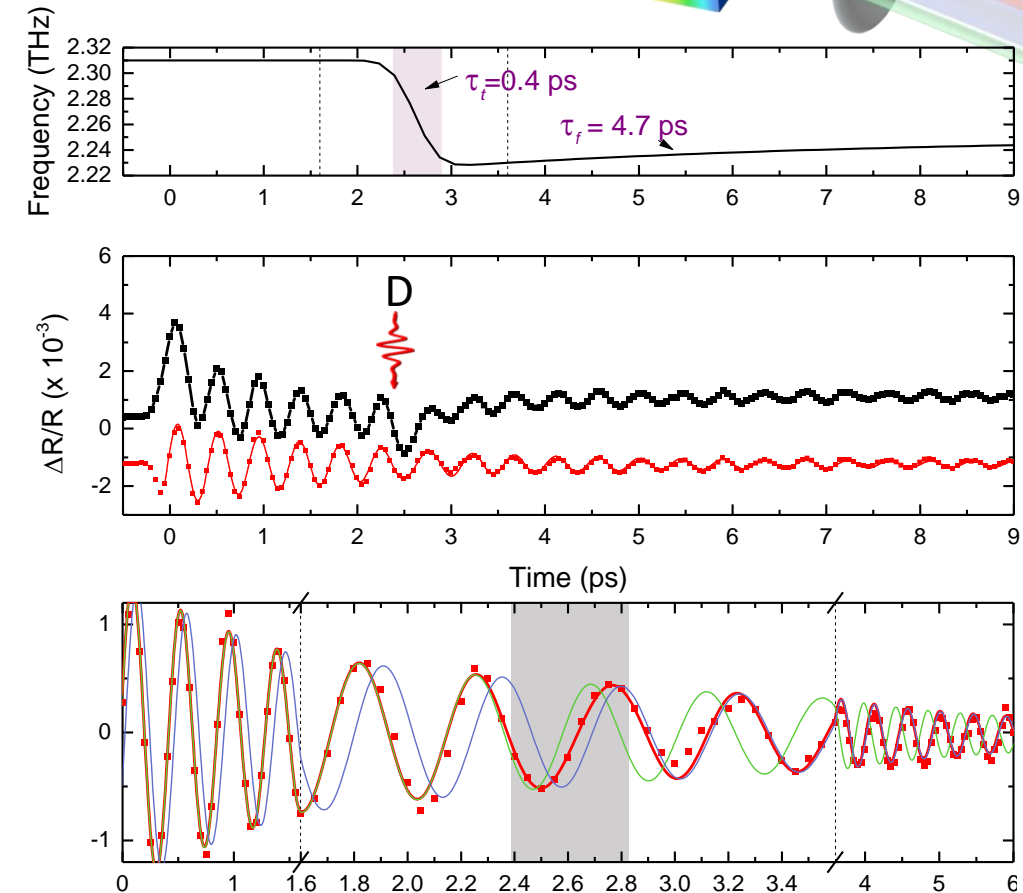 Frequency (THz)
2.32
2.30
2.28
2.26
2.24
2.22
τt=0.4 ps
τf = 4.7 ps
0 1 2 3 4 5 6 7 8 9
ΔR/R (x 10-3)
6
4
2
0
-2
D
0 1 2 3 4 5 6 7 8 9
Time (ps)
1
0
-1
0 1 1.6 1.8 2.0 2.2 2.4 2.6 2.8 3.0 3.2 3.4 4 5 6